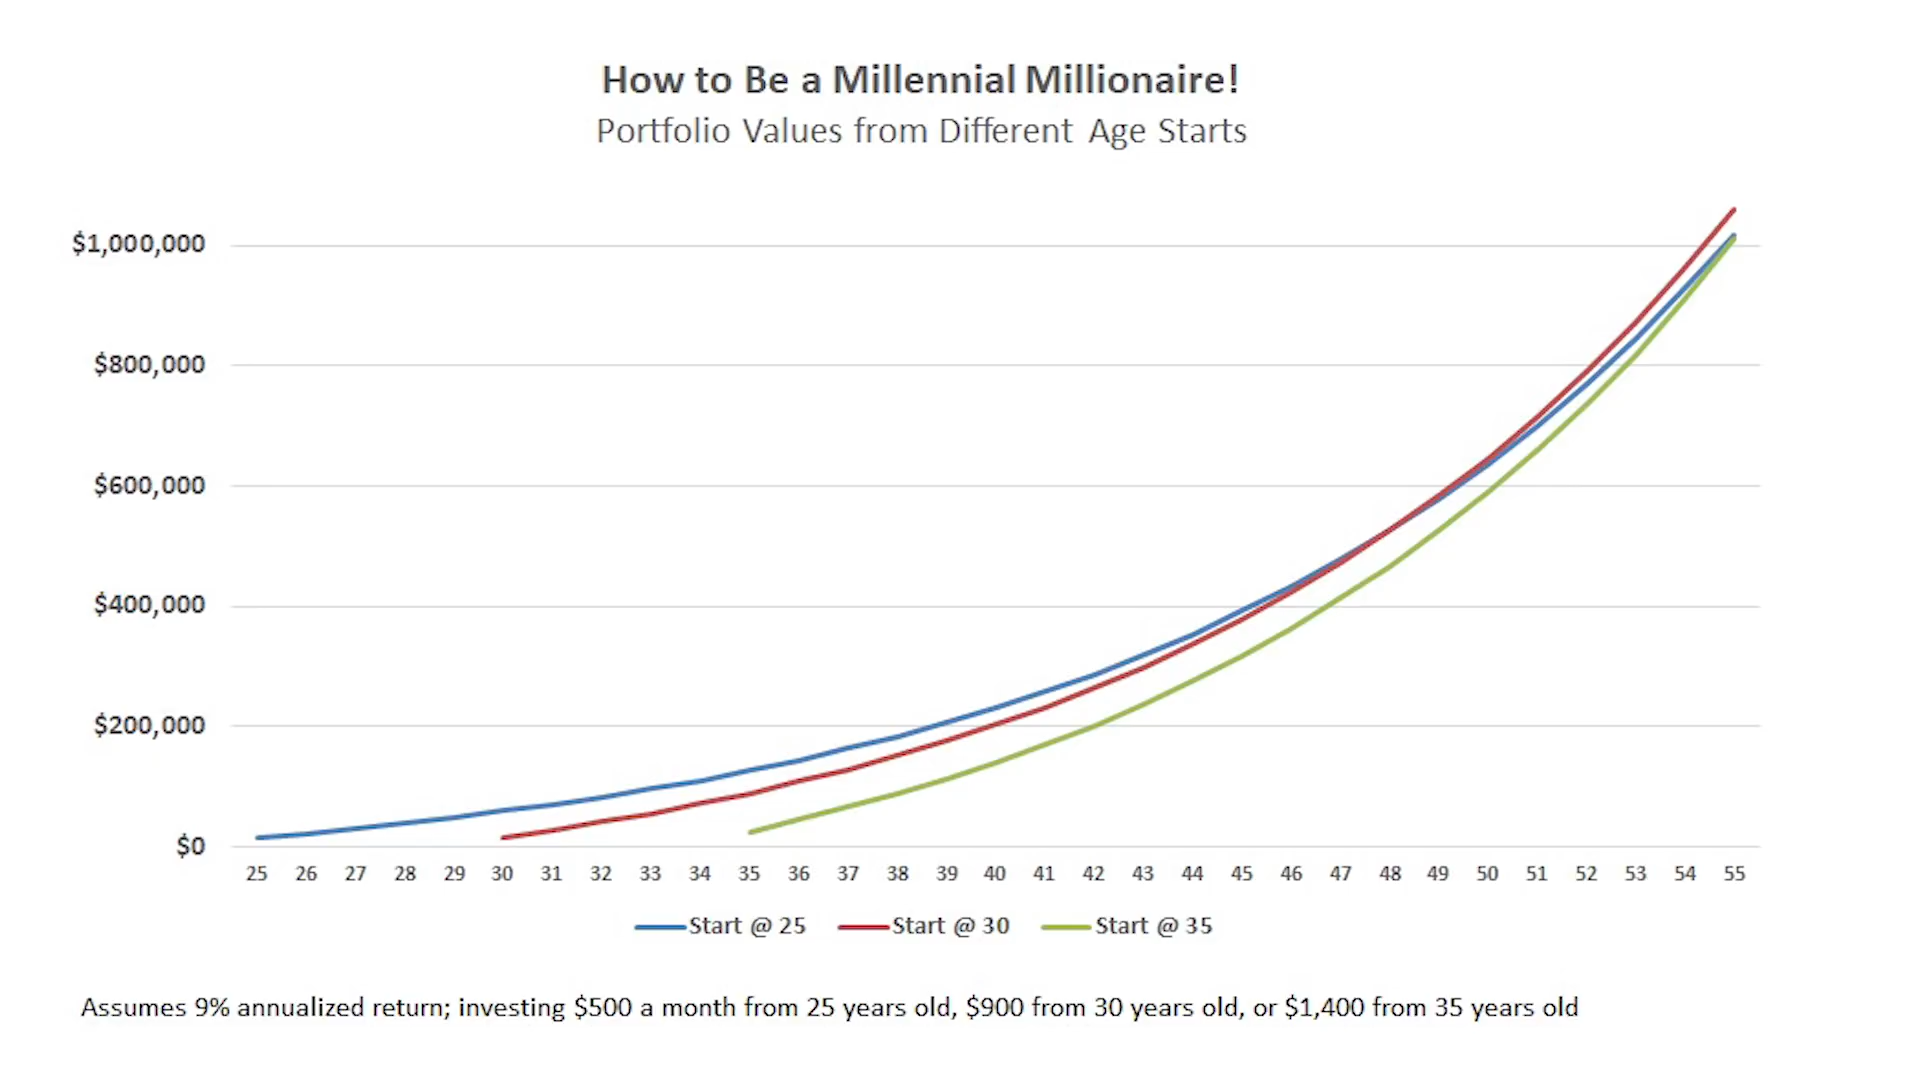 How to Be a Millennial Millionaire!
Portfolio Values from Different Age Starts
$1,000,000
$800,000
$600,000
$400,000
$200,000
$0
25 26 27 28 29 30 31 32 33 34 35 36 37 38 39 40 41 42 43 44 45 46 47 48 49 50 51 52 53 54 55
Start @ 25 Start @ 30 Start @ 35
Assumes 9% annualized return; investing $500 a month from 25 years old, $900 from 30 years old, or $1,400 from 35 years old